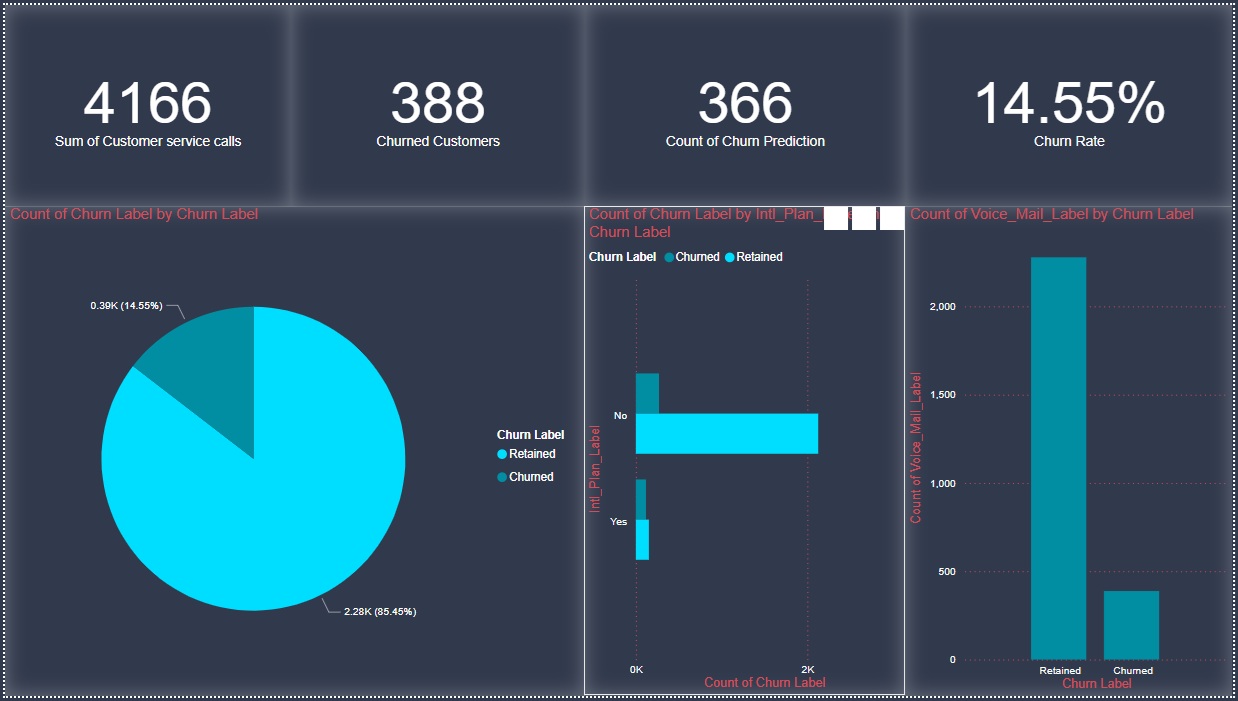 4166
Sum of Customer service calls
388
Churned Customers
366
Count of Churn Prediction
14.55%
Churn Rate
Count of Churn Label by Churn Label
0.39K (14.55%)
2.28K (85.45%)
Churn Label
Retained
Churned
Count of Churn Label by Intl_Plan_
Churn Label
Churn Label Churned Retained
Intl_Plan_Label
No
Yes
0K 2K
Count of Churn Label
Count of Voice_Mail_Label by Churn Label
Count of Voice_Mail_Label
2,000
1,500
1,000
500
0
Retained Churned
Churn Label